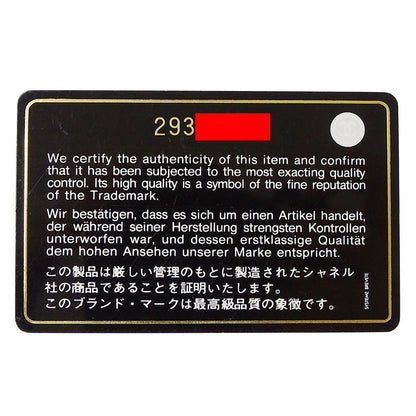 293
We certify the authenticity of this item and confirm
that it has been subjected to the most exacting quality
control. Its high quality is a symbol of the fine reputation
of the Trademark.
Wir bestätigen, dass es sich um einen Artikel handelt,
der während seiner Herstellung strengsten Kontrollen
unterworfen war, und dessen erstklassige Qualität
dem hohen Ansehen unserer Marke entspricht.
この製品は厳しい管理のもとに製造されたシャネル
社の商品であることを証明いたします。
このブランド・マークは最高級品質の象徴です。
SYSTEME BREVETE